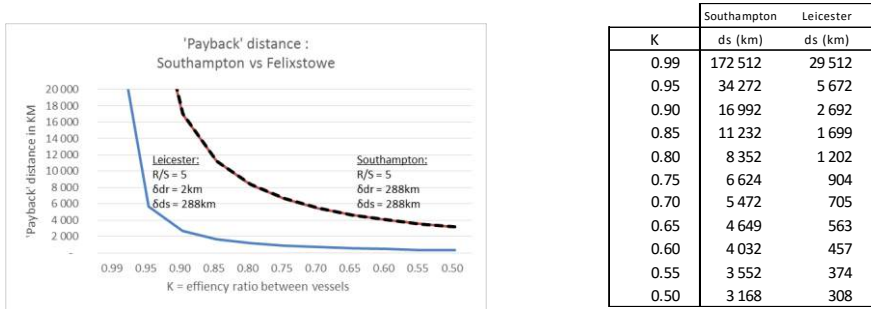 'Payback' distance :
Southampton vs Felixstowe
'Payback' distance in KM
20 000
18 000
16 000
14 000
12 000
10 000
8 000
6 000
4 000
2 000
-
Leicester:
R/S = 5
δdr = 2km
δds = 288km
Southampton:
R/S = 5
δdr = 288km
δds = 288km
0.99 0.95 0.90 0.85 0.80 0.75 0.70 0.65 0.60 0.55 0.50
K = effiency ratio between vessels
Southampton Leicester
K ds (km) ds (km)
0.99 172 512 29 512
0.95 34 272 5 672
0.90 16 992 2 692
0.85 11 232 1 699
0.80 8 352 1 202
0.75 6 624 904
0.70 5 472 705
0.65 4 649 563
0.60 4 032 457
0.55 3 552 374
0.50 3 168 308